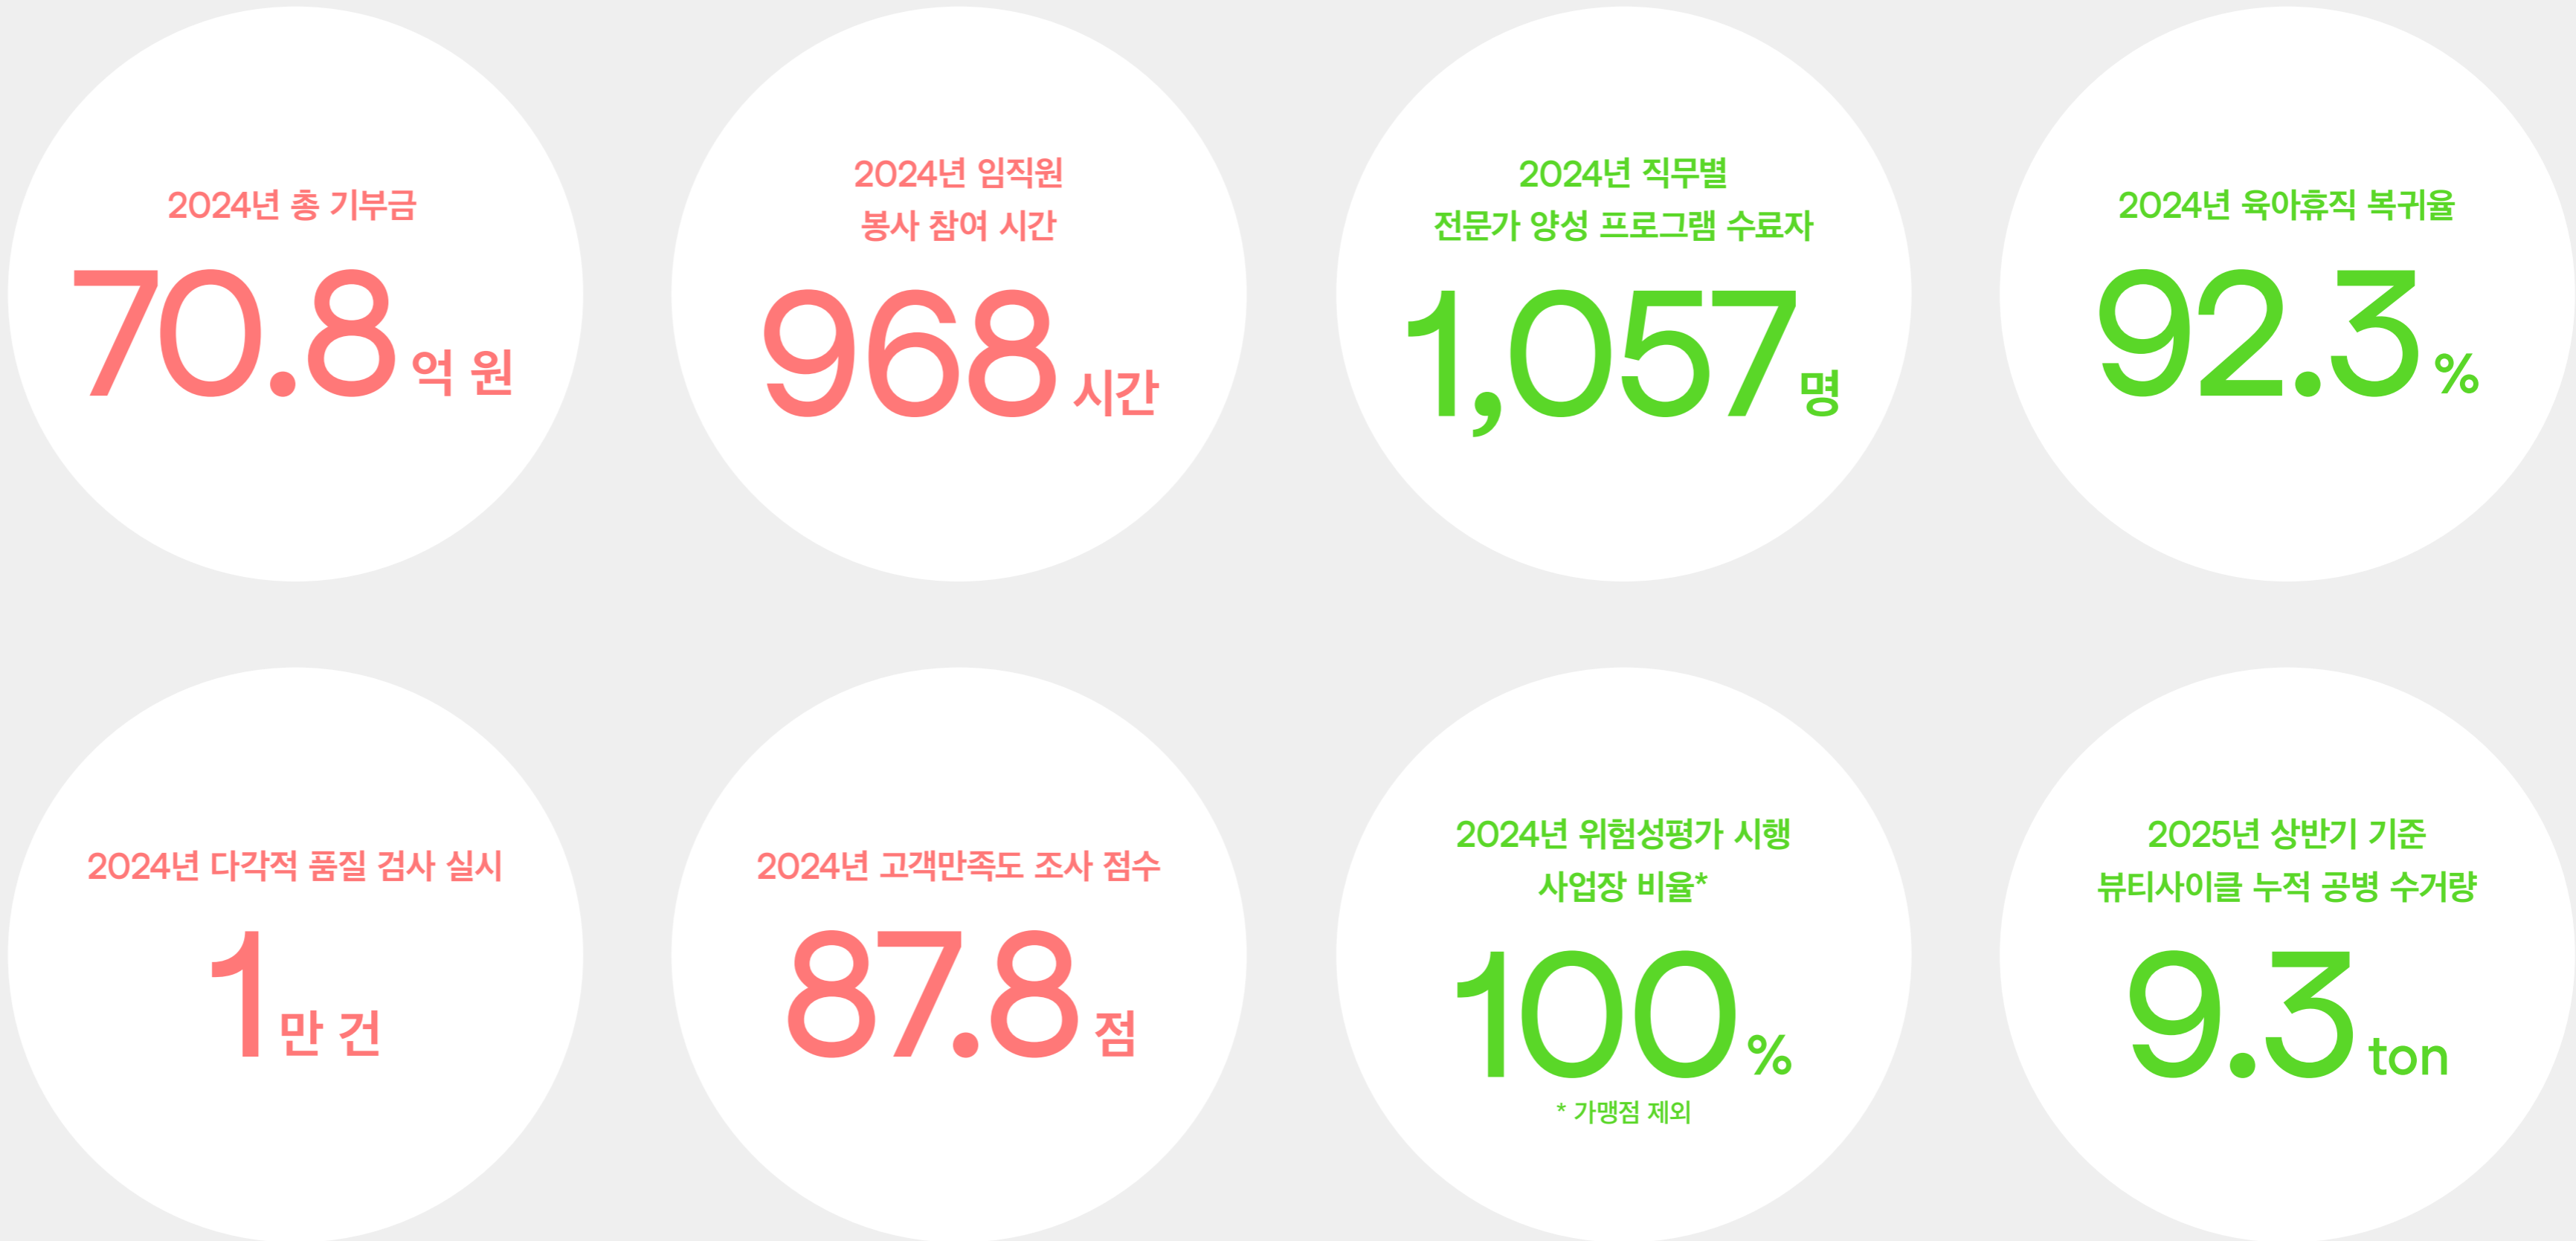 2024년 총 기부금
70.8 억 원
2024년 임직원
봉사 참여 시간
968 시간
2024년 직무별
전문가 양성 프로그램 수료자
1,057 명
2024년 육아휴직 복귀율
92.3 %
2024년 다각적 품질 검사 실시
1 만 건
2024년 고객만족도 조사 점수
87.8 점
2024년 위험성평가 시행
사업장 비율*
100 %
* 가맹점 제외
2025년 상반기 기준
뷰티사이클 누적 공병 수거량
9.3 ton